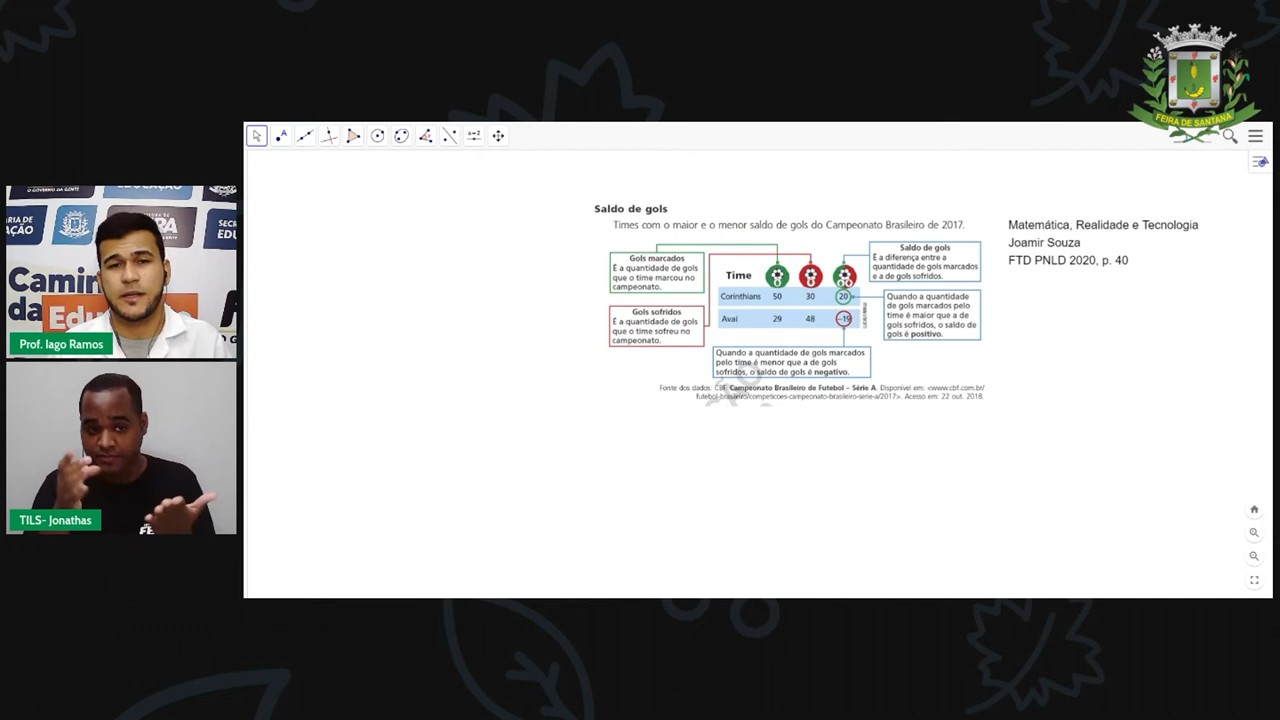 FEIRA DE SANTANA
O GOVERNO DA GENTE
EDUCAÇÃO
Prof. Iago Ramos
TILS- Jonathas
a=2
Saldo de gols
Times com o maior e o menor saldo de gols do Campeonato Brasileiro de 2017.
Gols marcados
É a quantidade de gols
que o time marcou no
campeonato.
Gols sofridos
É a quantidade de gols
que o time sofreu no
campeonato.
Time
Corinthians 50 30 20
Avaí 29 48 -19
Saldo de gols
É a diferença entre a
quantidade de gols marcados
e a de gols sofridos.
Quando a quantidade
de gols marcados pelo
time é maior que a de
gols sofridos, o saldo de
gols é positivo.
Quando a quantidade de gols marcados
pelo time é menor que a de gols
sofridos, o saldo de gols é negativo.
Fonte dos dados: CBF. Campeonato Brasileiro de Futebol – Série A. Disponível em: <www.cbf.com.br/
futebol-brasileiro/competicoes-campeonato-brasileiro-serie-a/2017>. Acesso em: 22 out. 2018.
Matemática, Realidade e Tecnologia
Joamir Souza
FTD PNLD 2020, p. 40